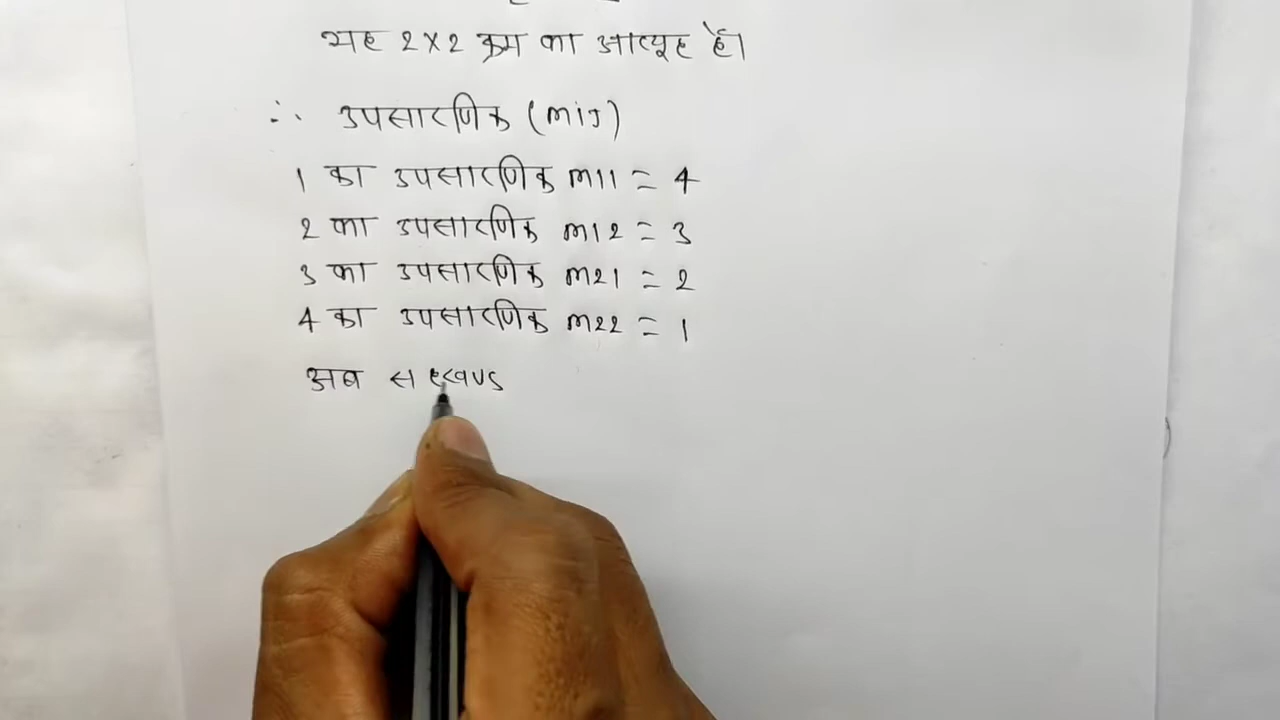 यह 2×2 क्रम का आव्यूह है।
∴ उपसारणिक (mij)
1 का उपसारणिक m11 = 4
2 का उपसारणिक m12 = 3
3 का उपसारणिक m21 = 2
4 का उपसारणिक m22 = 1
अब सहखण्ड